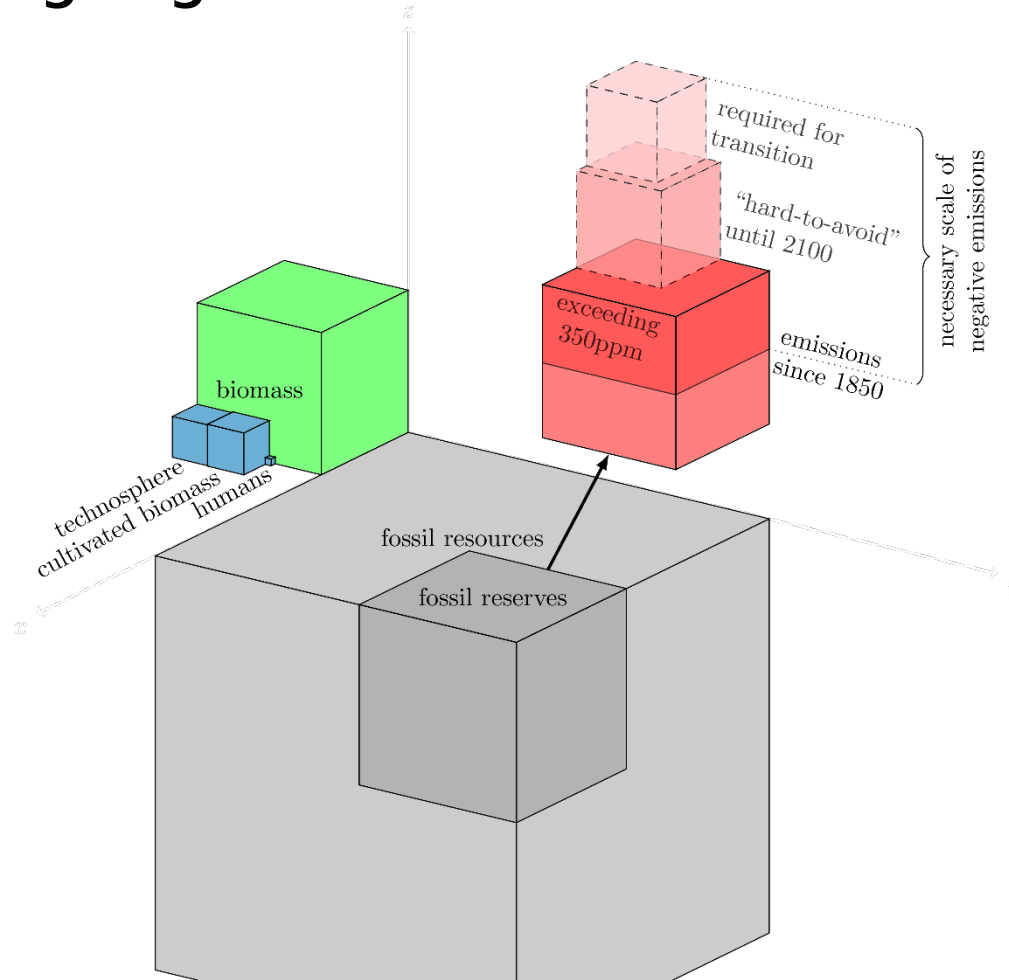 z
required for
transition
“hard-to-avoid”
until 2100
necessary scale of
negative emissions
exceeding
350ppm
emissions
since 1850
biomass
technosphere
cultivated biomass
humans
fossil resources
fossil reserves
x